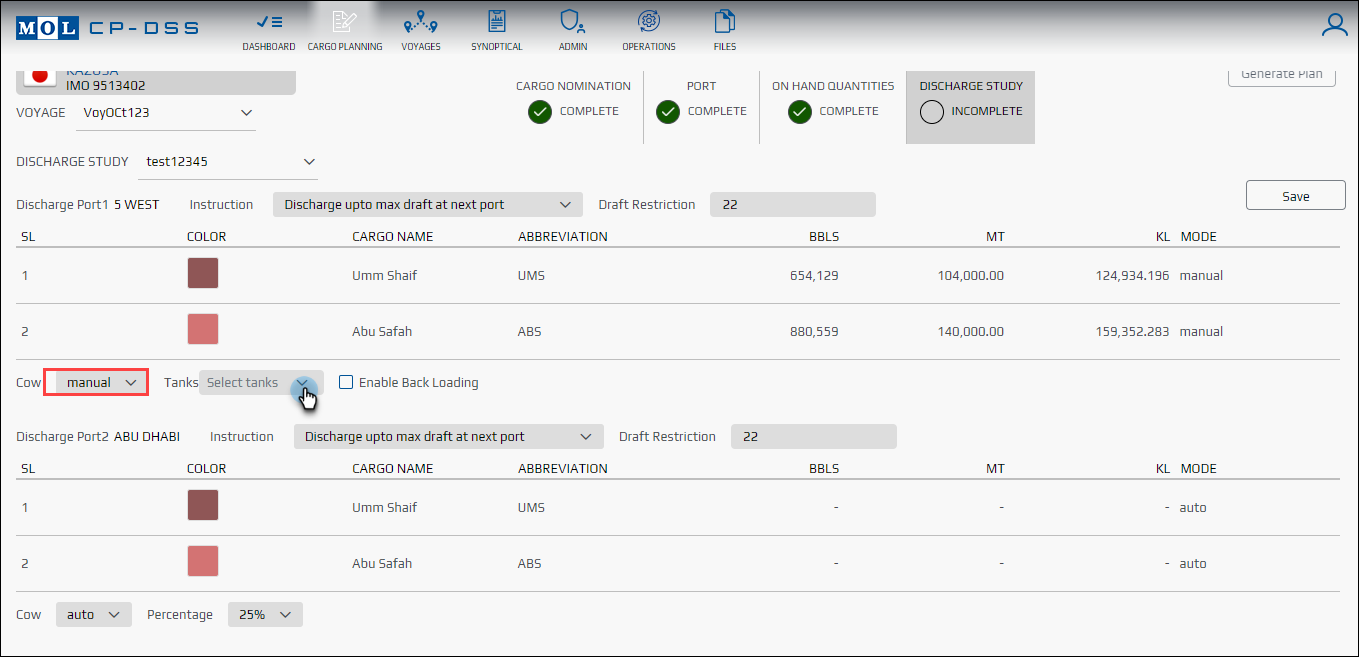 MOL CP-DSS
DASHBOARD CARGO PLANNING VOYAGES SYNOPTICAL ADMIN OPERATIONS FILES
KAZUSA
IMO 9513402
CARGO NOMINATION PORT ON HAND QUANTITIES DISCHARGE STUDY
COMPLETE COMPLETE COMPLETE INCOMPLETE
Generate Plan
VOYAGE VoyOCt123
DISCHARGE STUDY test12345
Save
Discharge Port1 5 WEST Instruction Discharge upto max draft at next port Draft Restriction 22
SL COLOR CARGO NAME ABBREVIATION BBLS MT KL MODE
1 Umm Shaif UMS 654,129 104,000.00 124,934.196 manual
2 Abu Safah ABS 880,559 140,000.00 159,352.283 manual
Cow manual Tanks Select tanks Enable Back Loading
Discharge Port2 ABU DHABI Instruction Discharge upto max draft at next port Draft Restriction 22
SL COLOR CARGO NAME ABBREVIATION BBLS MT KL MODE
1 Umm Shaif UMS - - - auto
2 Abu Safah ABS - - - auto
Cow auto Percentage 25%